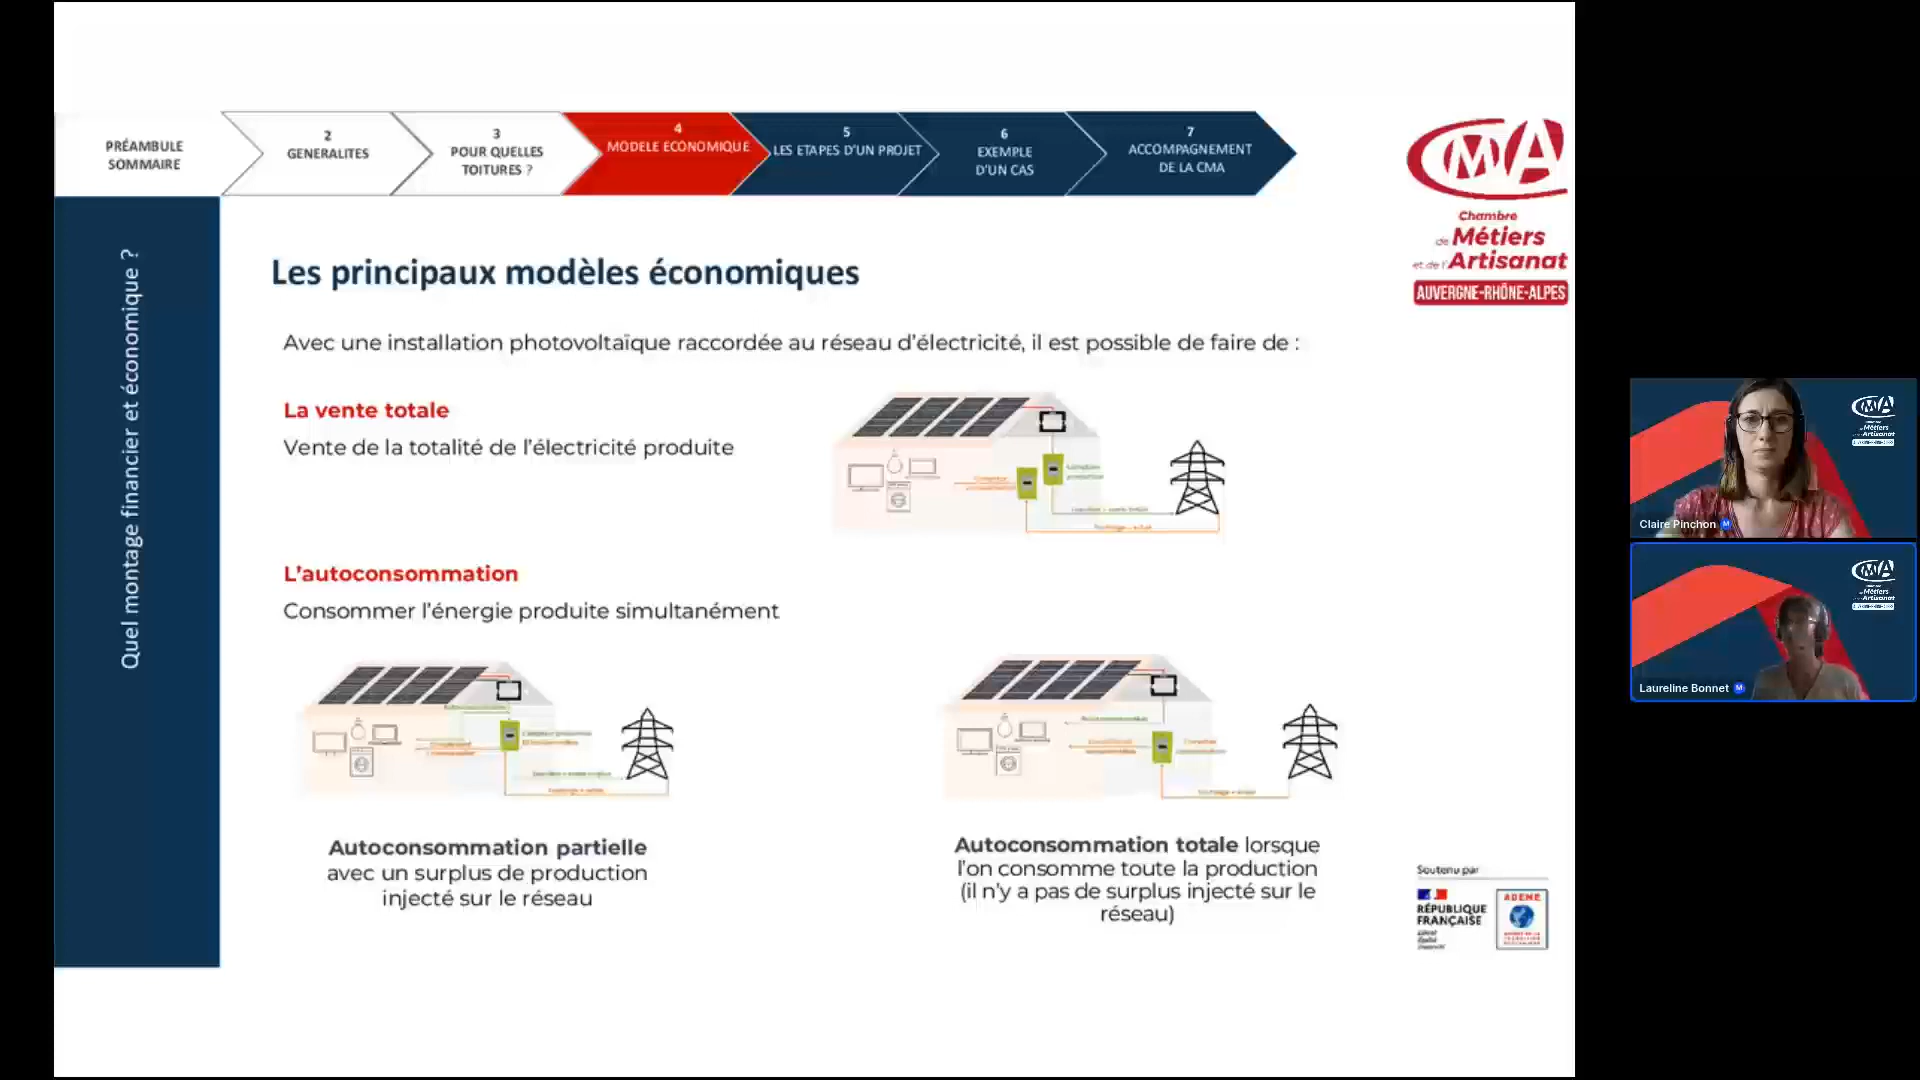 PRÉAMBULE
SOMMAIRE
2
GENERALITES
3
POUR QUELLES
TOITURES ?
4
MODELE ECONOMIQUE
5
LES ETAPES D'UN PROJET
6
EXEMPLE
D'UN CAS
7
ACCOMPAGNEMENT
DE LA CMA
CMA
Chambre
de Métiers
et de l'Artisanat
AUVERGNE-RHÔNE-ALPES
Quel montage financier et économique ?
Les principaux modèles économiques
Avec une installation photovoltaïque raccordée au réseau d'électricité, il est possible de faire de :
La vente totale
Vente de la totalité de l'électricité produite
L'autoconsommation
Consommer l'énergie produite simultanément
Autoconsommation partielle
avec un surplus de production
injecté sur le réseau
Autoconsommation totale lorsque
l'on consomme toute la production
(il n'y a pas de surplus injecté sur le
réseau)
Soutenu par
RÉPUBLIQUE
FRANÇAISE
ADEME
Claire Pinchon M
CMA
Laureline Bonnet M
CMA